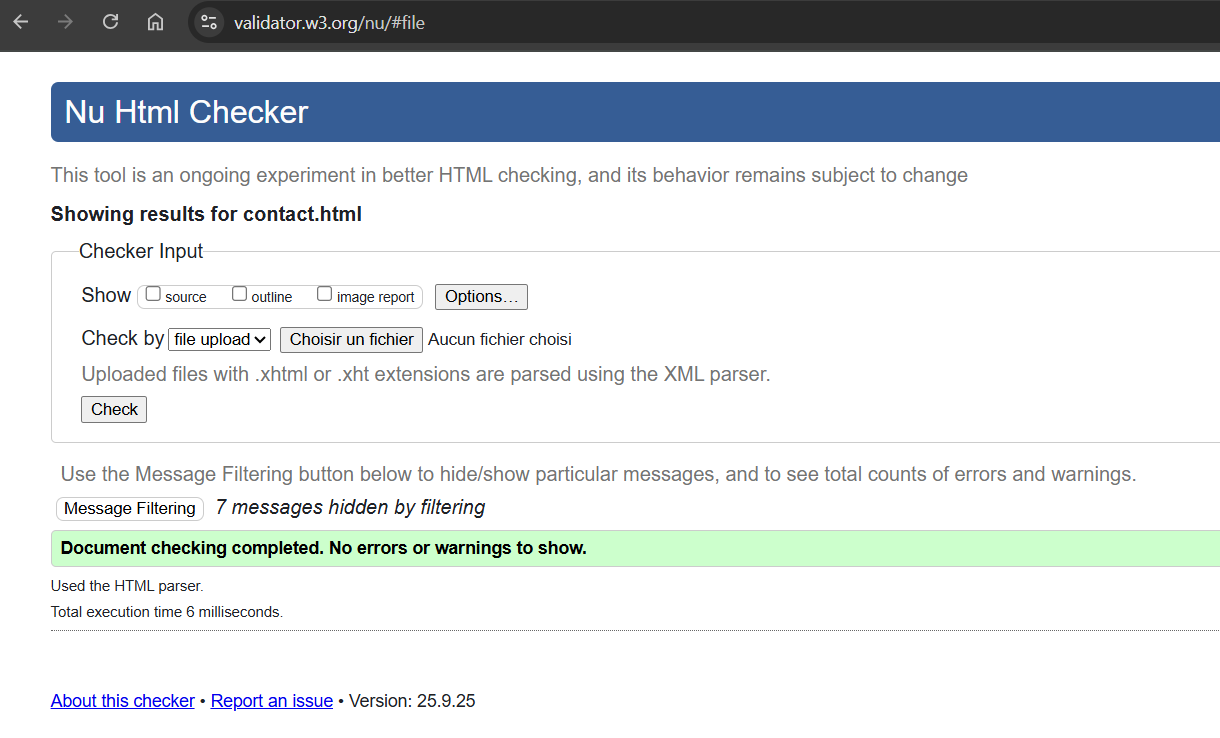 validator.w3.org/nu/#file
Nu Html Checker
This tool is an ongoing experiment in better HTML checking, and its behavior remains subject to change
Showing results for contact.html
Checker Input
Show source outline image report Options…
Check by file upload Choisir un fichier Aucun fichier choisi
Uploaded files with .xhtml or .xht extensions are parsed using the XML parser.
Check
Use the Message Filtering button below to hide/show particular messages, and to see total counts of errors and warnings.
Message Filtering 7 messages hidden by filtering
Document checking completed. No errors or warnings to show.
Used the HTML parser.
Total execution time 6 milliseconds.
About this checker • Report an issue • Version: 25.9.25